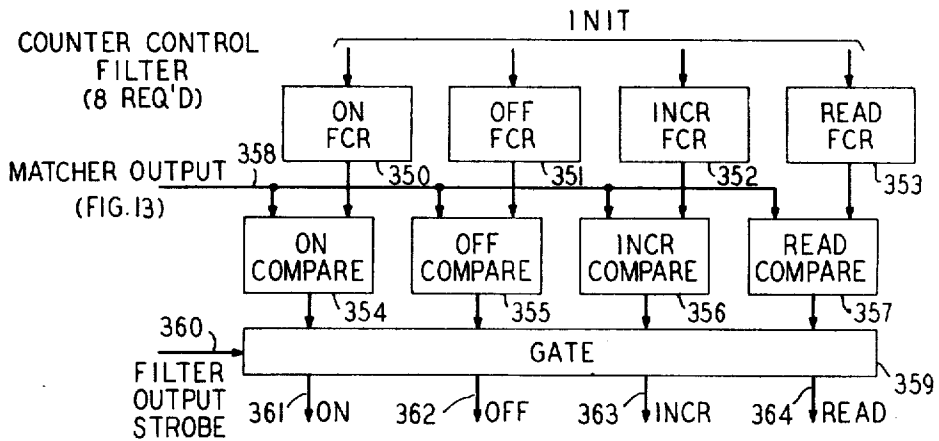 INIT
COUNTER CONTROL
FILTER
(8 REQ'D)
ON
FCR
OFF
FCR
INCR
FCR
READ
FCR
350
351
352
353
358
MATCHER OUTPUT
(FIG. 13)
ON
COMPARE
OFF
COMPARE
INCR
COMPARE
READ
COMPARE
354
355
356
357
360
GATE
359
FILTER
OUTPUT
STROBE
361 ON
362 OFF
363 INCR
364 READ